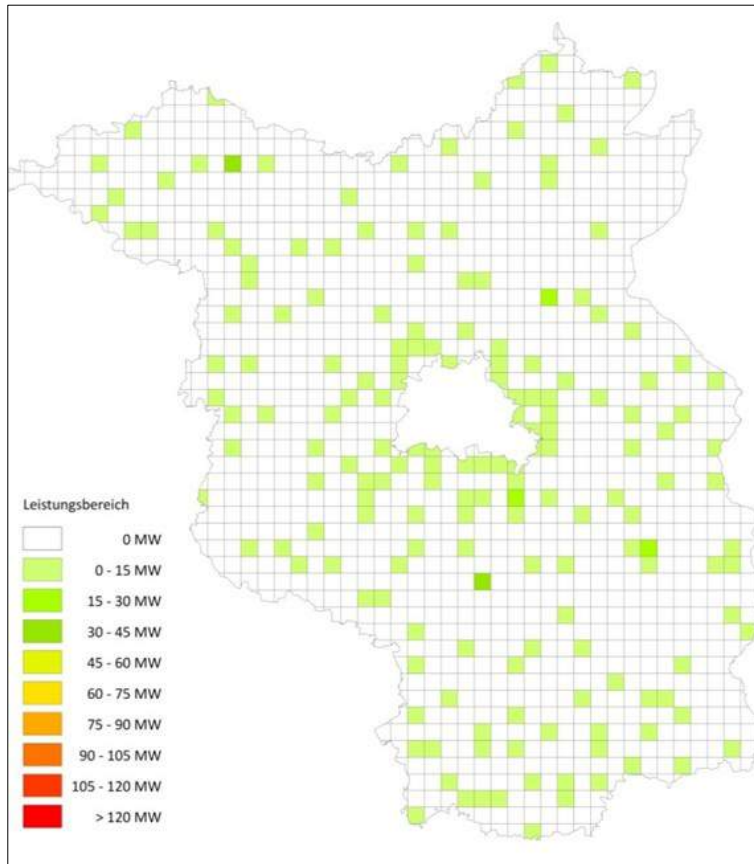 Leistungsbereich
0 MW
0 - 15 MW
15 - 30 MW
30 - 45 MW
45 - 60 MW
60 - 75 MW
75 - 90 MW
90 - 105 MW
105 - 120 MW
> 120 MW